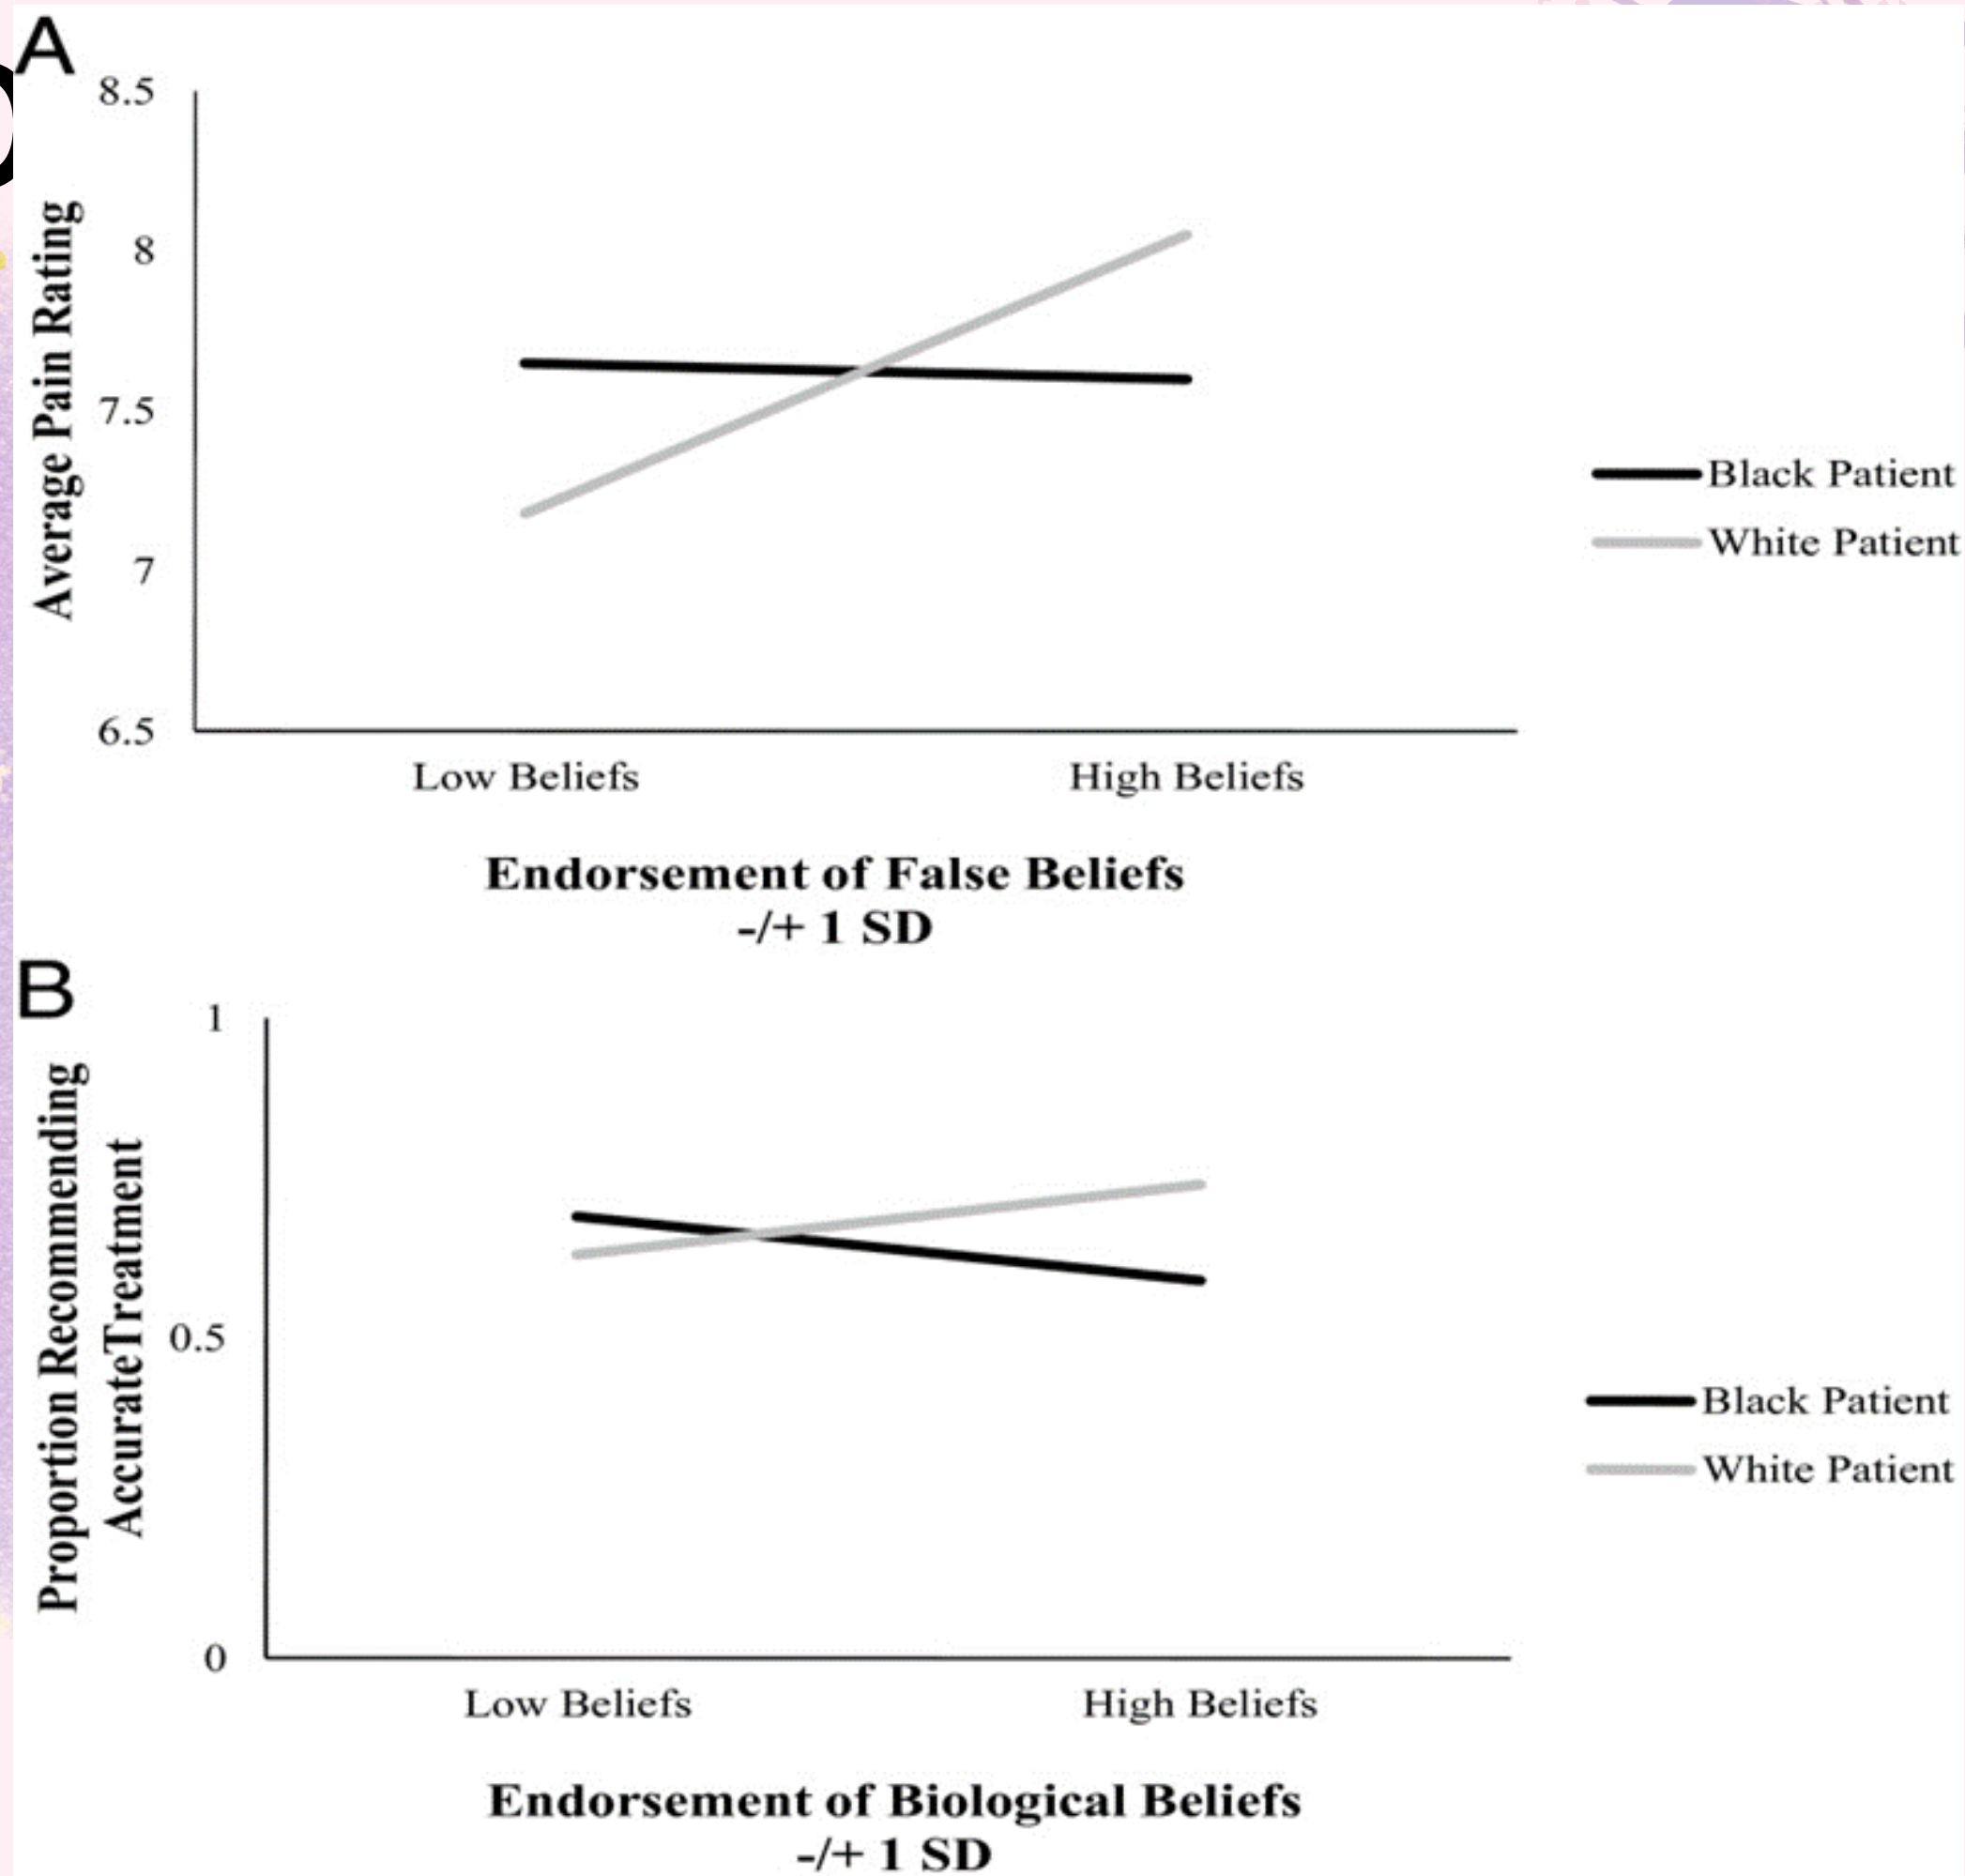 A
8.5
8
7.5
7
6.5
Average Pain Rating
Low Beliefs
High Beliefs
Endorsement of False Beliefs
-/+ 1 SD
Black Patient
White Patient
B
1
0.5
0
Proportion Recommending
AccurateTreatment
Low Beliefs
High Beliefs
Endorsement of Biological Beliefs
-/+ 1 SD
Black Patient
White Patient